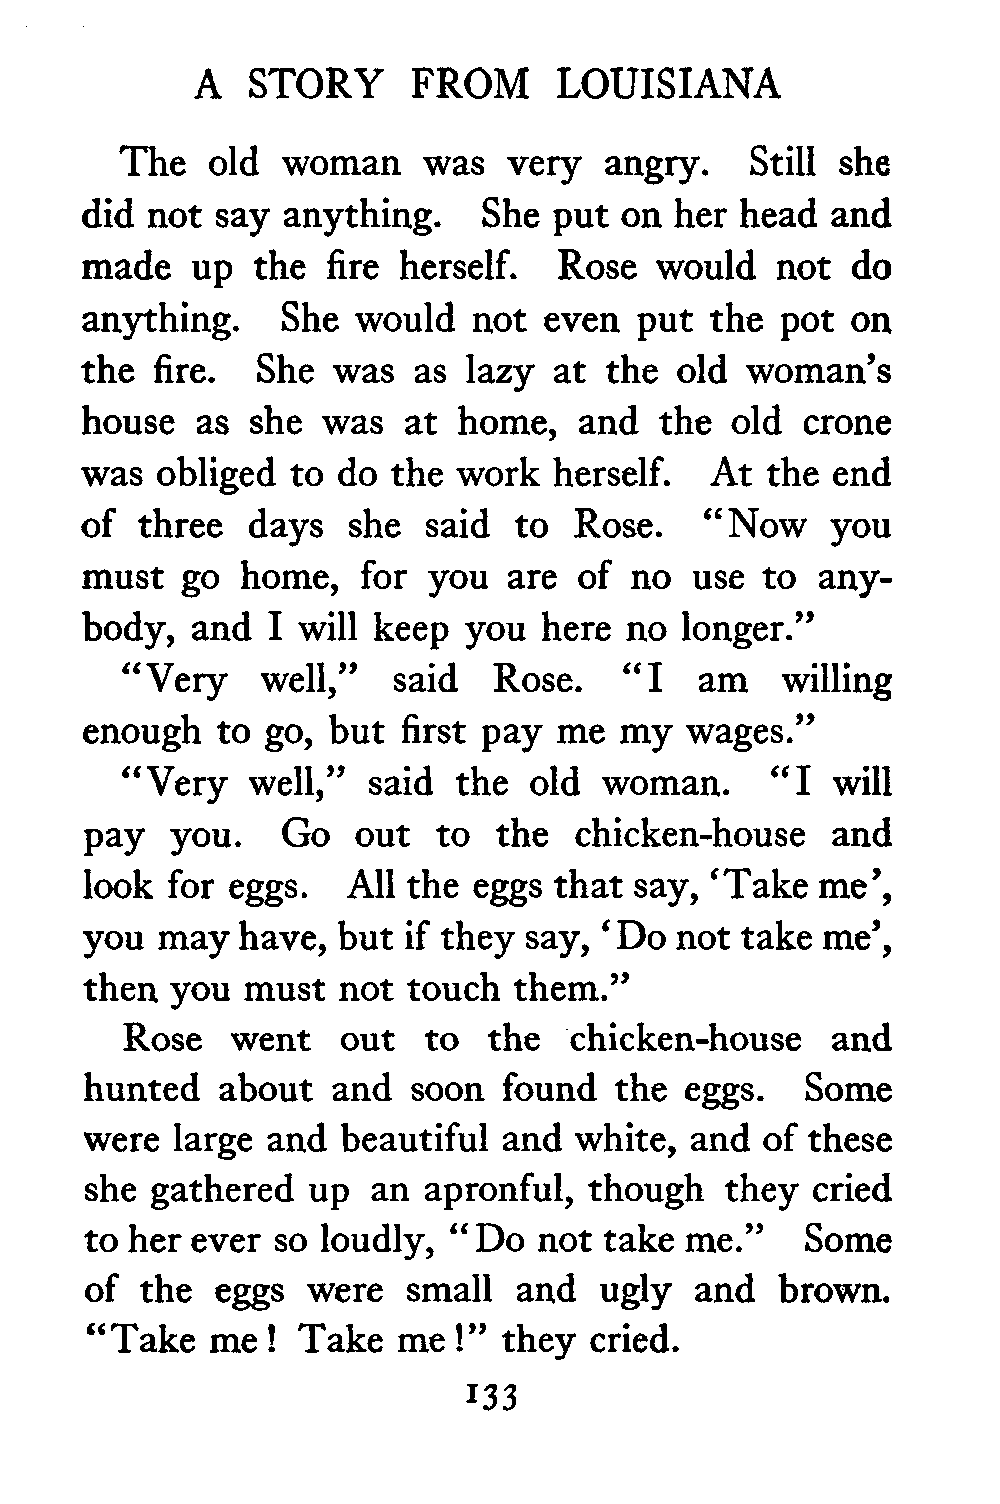 A STORY FROM LOUISIANA
The old woman was very angry. Still she
did not say anything. She put on her head and
made up the fire herself. Rose would not do
anything. She would not even put the pot on
the fire. She was as lazy at the old woman's
house as she was at home, and the old crone
was obliged to do the work herself. At the end
of three days she said to Rose. "Now you
must go home, for you are of no use to any-
body, and I will keep you here no longer."
"Very well," said Rose. "I am willing
enough to go, but first pay me my wages."
"Very well," said the old woman. "I will
pay you. Go out to the chicken-house and
look for eggs. All the eggs that say, 'Take me',
you may have, but if they say, 'Do not take me',
then you must not touch them."
Rose went out to the chicken-house and
hunted about and soon found the eggs. Some
were large and beautiful and white, and of these
she gathered up an apronful, though they cried
to her ever so loudly, "Do not take me." Some
of the eggs were small and ugly and brown.
"Take me! Take me!" they cried.
133